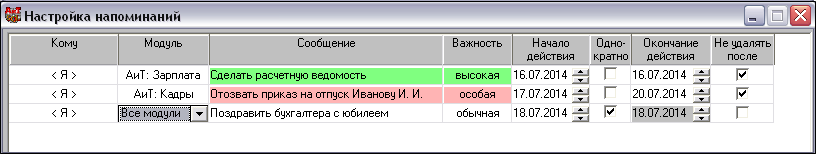 Настройка напоминаний
Кому Модуль Сообщение Важность Начало действия Одно-кратно Окончание действия Не удалять после
< Я > АиТ: Зарплата Сделать расчетную ведомость высокая 16.07.2014 16.07.2014
< Я > АиТ: Кадры Отозвать приказ на отпуск Иванову И. И. особая 17.07.2014 20.07.2014
< Я > Все модули Поздравить бухгалтера с юбилеем обычная 18.07.2014 18.07.2014